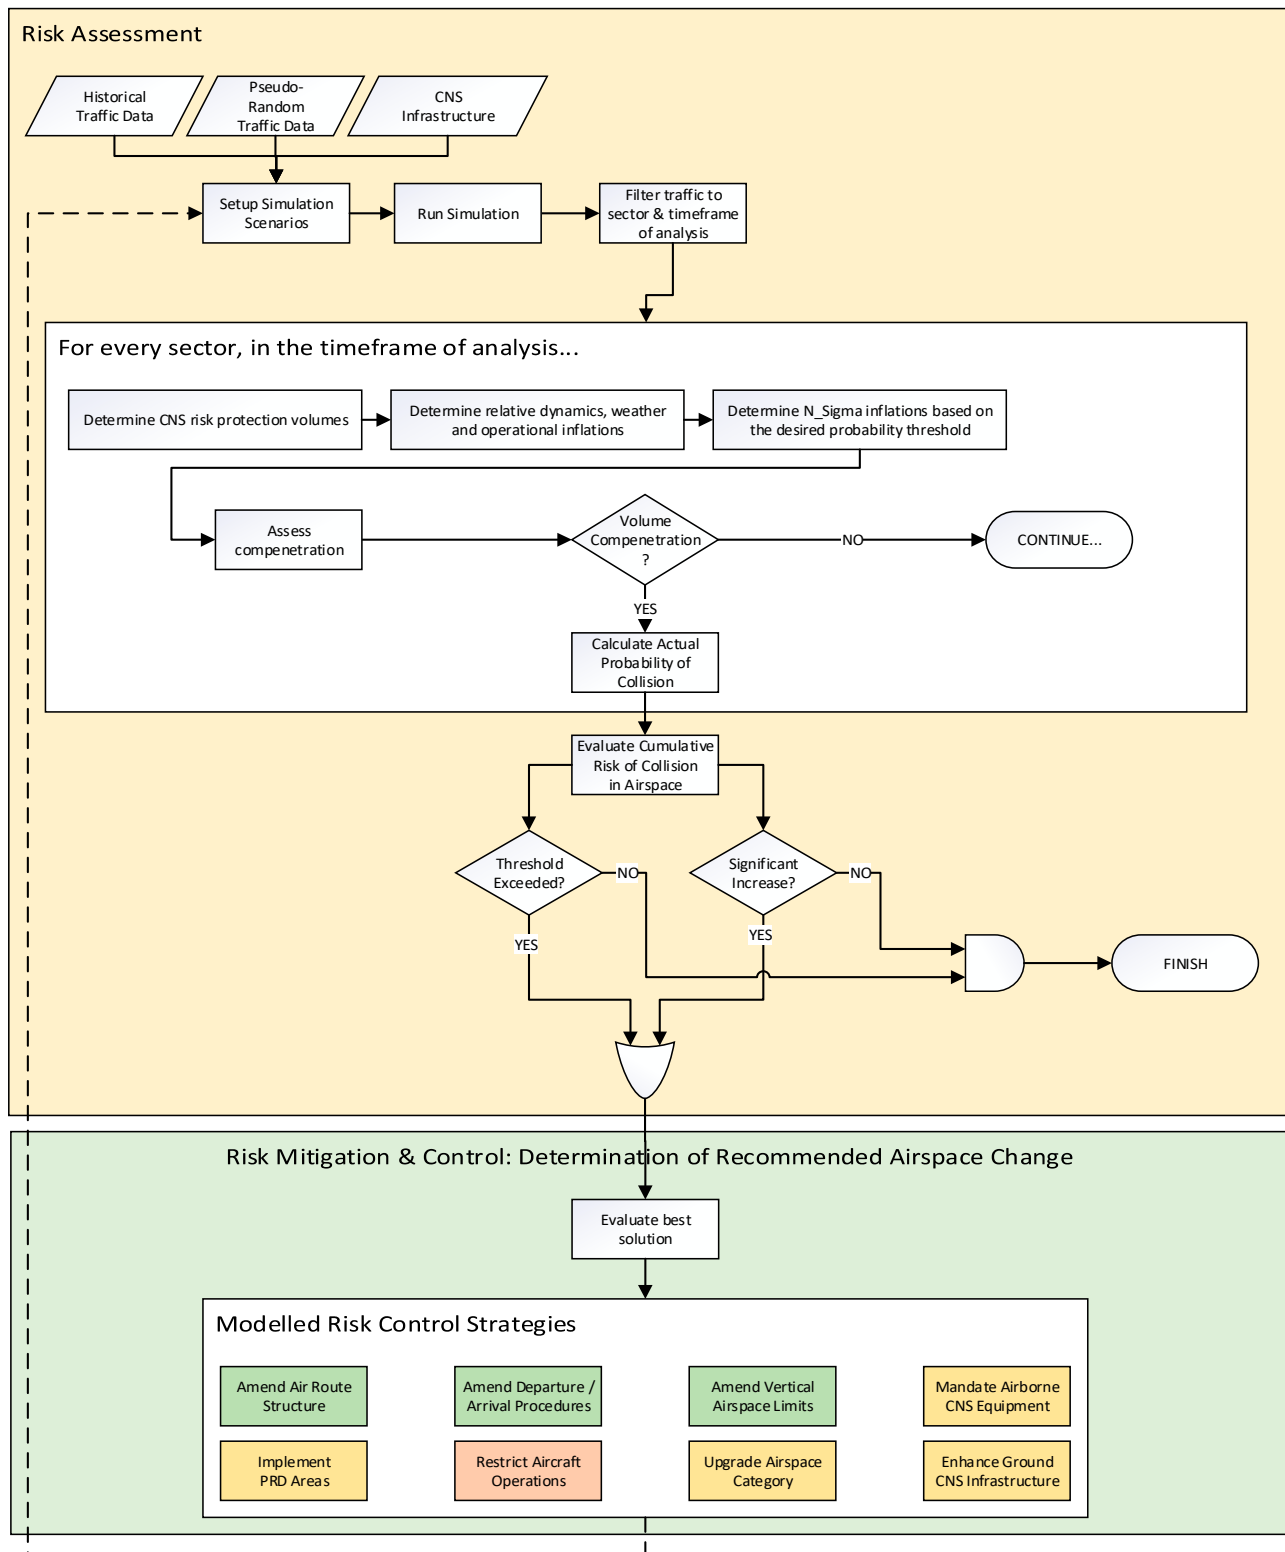 Risk Assessment
Historical
Traffic Data
Pseudo-
Random
Traffic Data
CNS
Infrastructure
Setup Simulation
Scenarios
Run Simulation
Filter traffic to
sector & timeframe
of analysis
For every sector, in the timeframe of analysis...
Determine CNS risk protection volumes
Determine relative dynamics, weather
and operational inflations
Determine N_Sigma inflations based on
the desired probability threshold
Assess
compenetration
Volume
Compenetration
?
NO
CONTINUE...
YES
Calculate Actual
Probability of
Collision
Evaluate Cumulative
Risk of Collision
in Airspace
Threshold
Exceeded?
NO
Significant
Increase?
NO
YES
YES
FINISH
Risk Mitigation & Control: Determination of Recommended Airspace Change
Evaluate best
solution
Modelled Risk Control Strategies
Amend Air Route
Structure
Amend Departure /
Arrival Procedures
Amend Vertical
Airspace Limits
Mandate Airborne
CNS Equipment
Implement
PRD Areas
Restrict Aircraft
Operations
Upgrade Airspace
Category
Enhance Ground
CNS Infrastructure